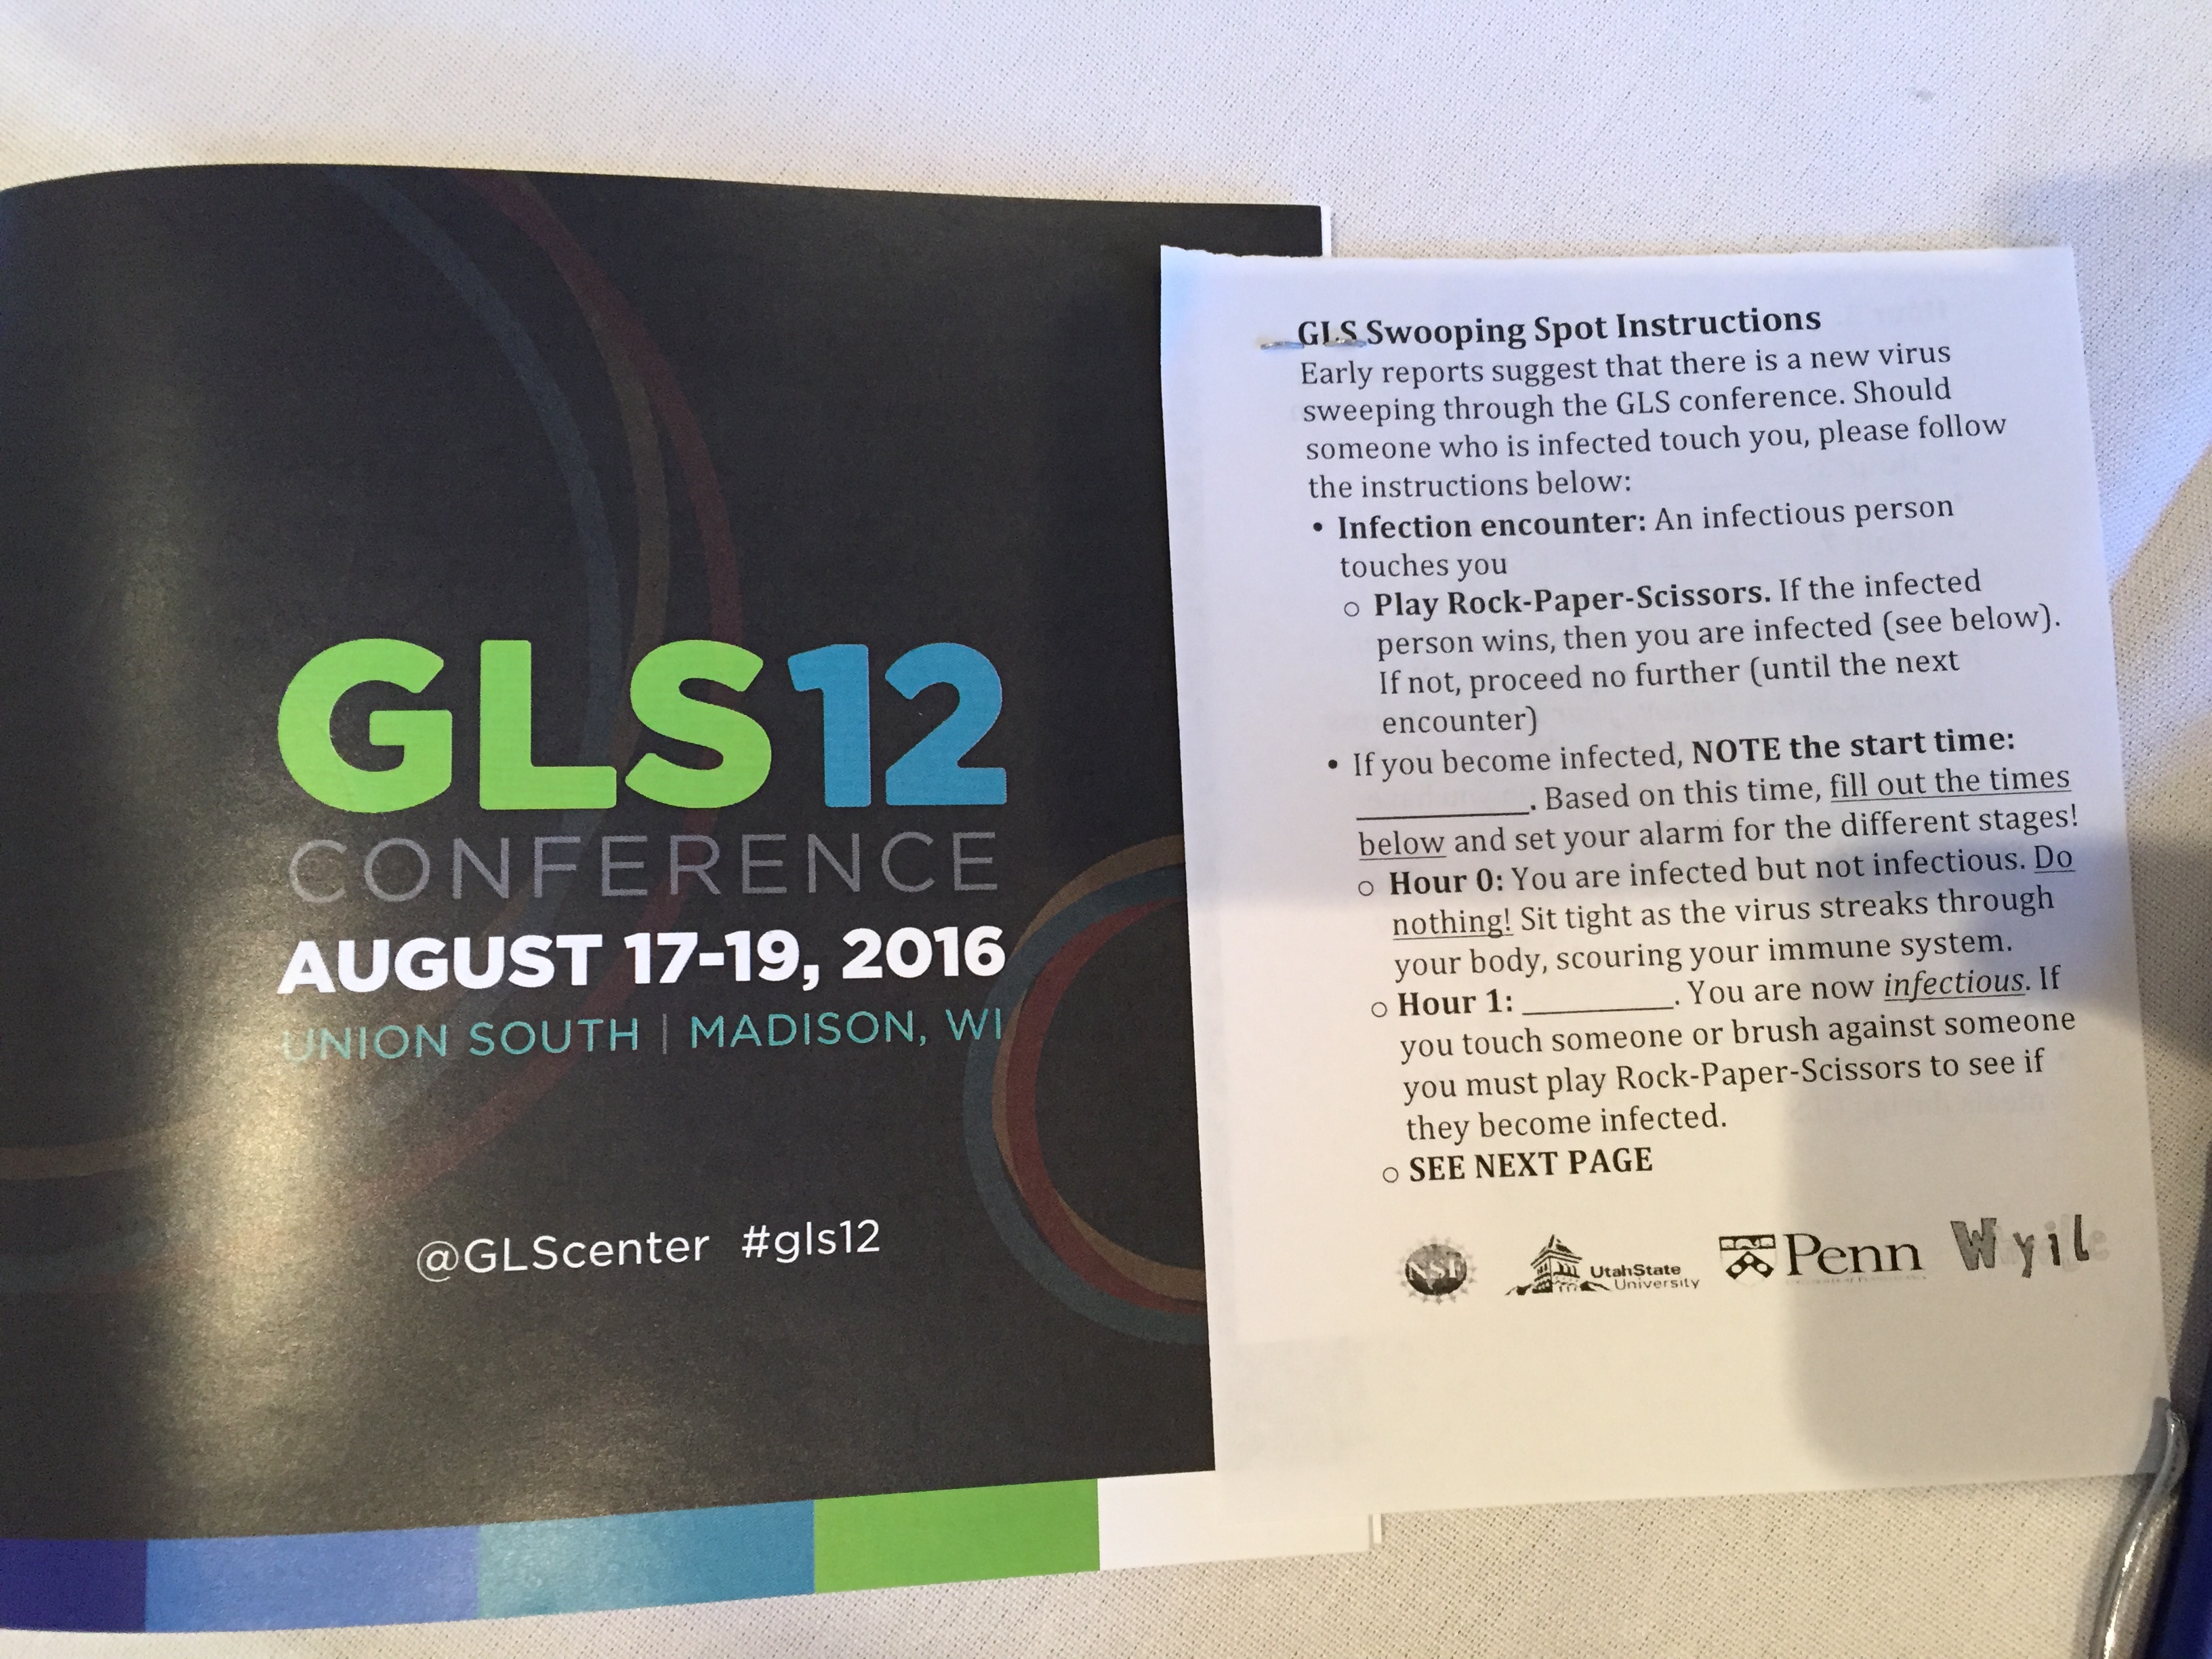 GLS12
CONFERENCE
AUGUST 17-19, 2016
UNION SOUTH | MADISON, WI
@GLScenter #gls12
GLS Swooping Spot Instructions
Early reports suggest that there is a new virus
sweeping through the GLS conference. Should
someone who is infected touch you, please follow
the instructions below:
• Infection encounter: An infectious person
touches you
○ Play Rock-Paper-Scissors. If the infected
person wins, then you are infected (see below).
If not, proceed no further (until the next
encounter)
• If you become infected, NOTE the start time:
________. Based on this time, fill out the times
below and set your alarm for the different stages!
○ Hour 0: You are infected but not infectious. Do
nothing! Sit tight as the virus streaks through
your body, scouring your immune system.
○ Hour 1: ________. You are now infectious. If
you touch someone or brush against someone
you must play Rock-Paper-Scissors to see if
they become infected.
○ SEE NEXT PAGE
NSF UtahState Penn Wyile
University